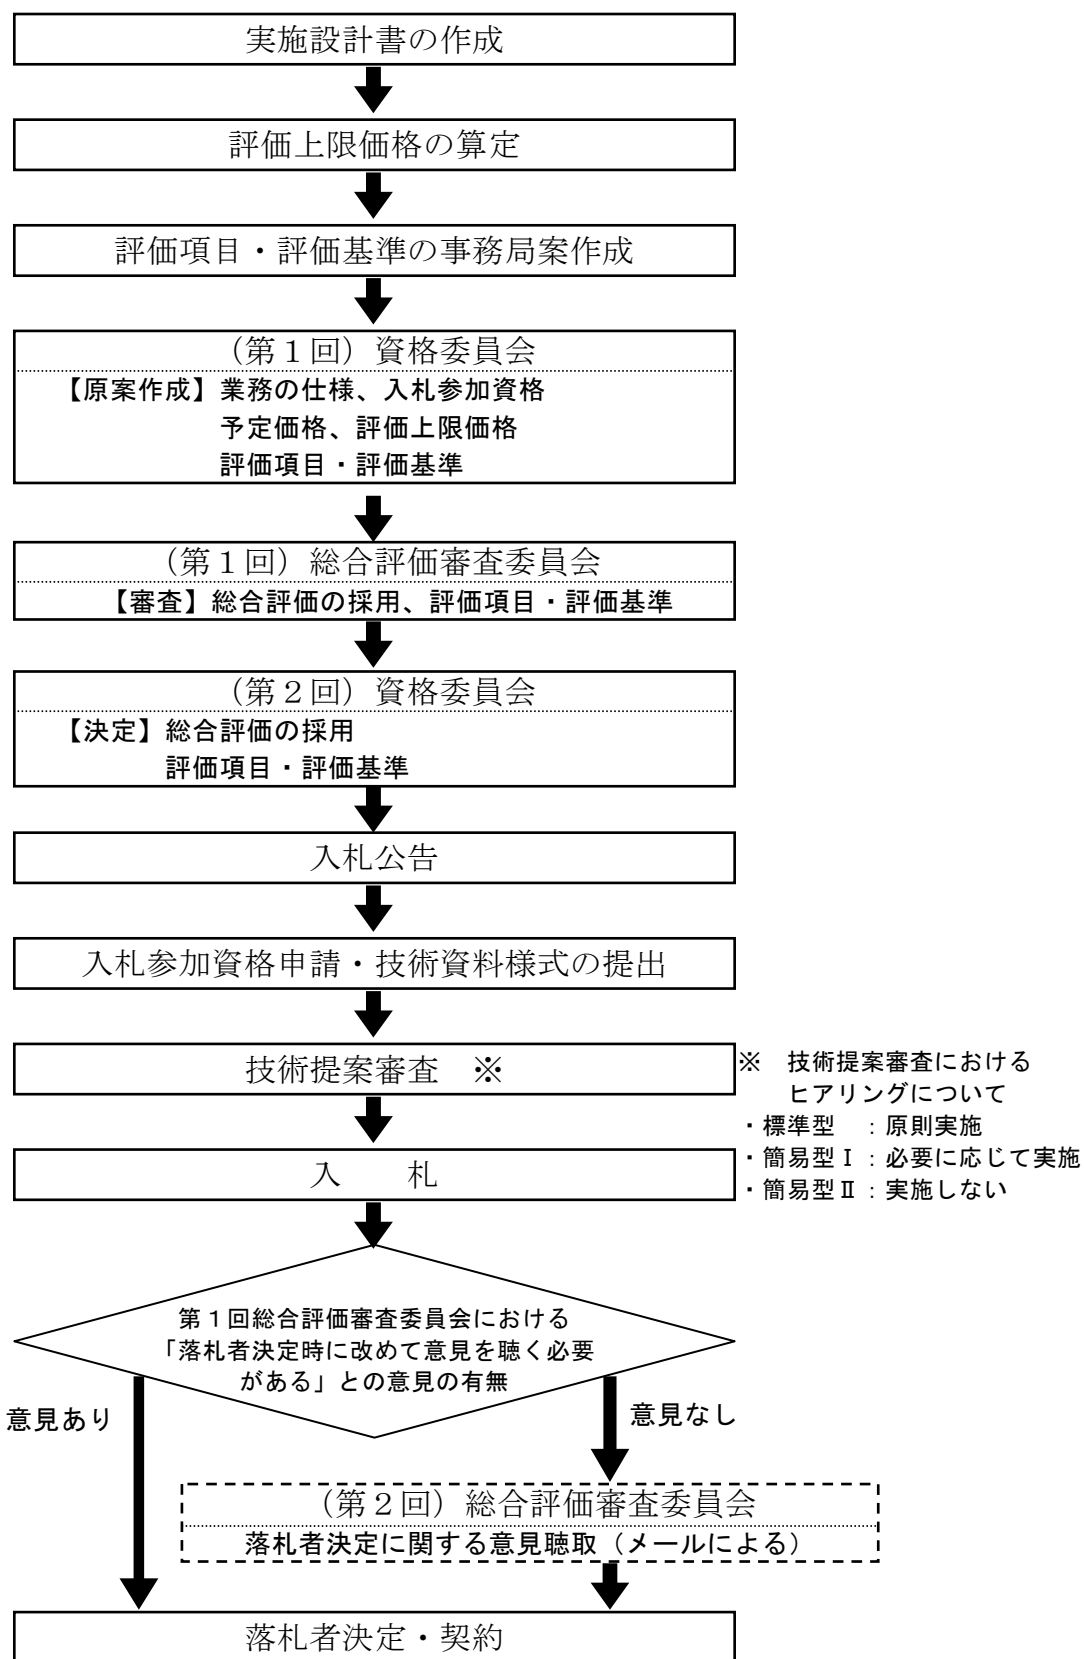 実施設計書の作成
評価上限価格の算定
評価項目・評価基準の事務局案作成
（第１回）資格委員会
【原案作成】業務の仕様、入札参加資格
予定価格、評価上限価格
評価項目・評価基準
（第１回）総合評価審査委員会
【審査】総合評価の採用、評価項目・評価基準
（第２回）資格委員会
【決定】総合評価の採用
評価項目・評価基準
入札公告
入札参加資格申請・技術資料様式の提出
技術提案審査　※
※　技術提案審査における
ヒアリングについて
・標準型　：原則実施
・簡易型Ⅰ：必要に応じて実施
・簡易型Ⅱ：実施しない
入　　札
第１回総合評価審査委員会における
「落札者決定時に改めて意見を聴く必要
がある」との意見の有無
意見あり
意見なし
（第２回）総合評価審査委員会
落札者決定に関する意見聴取（メールによる）
落札者決定・契約